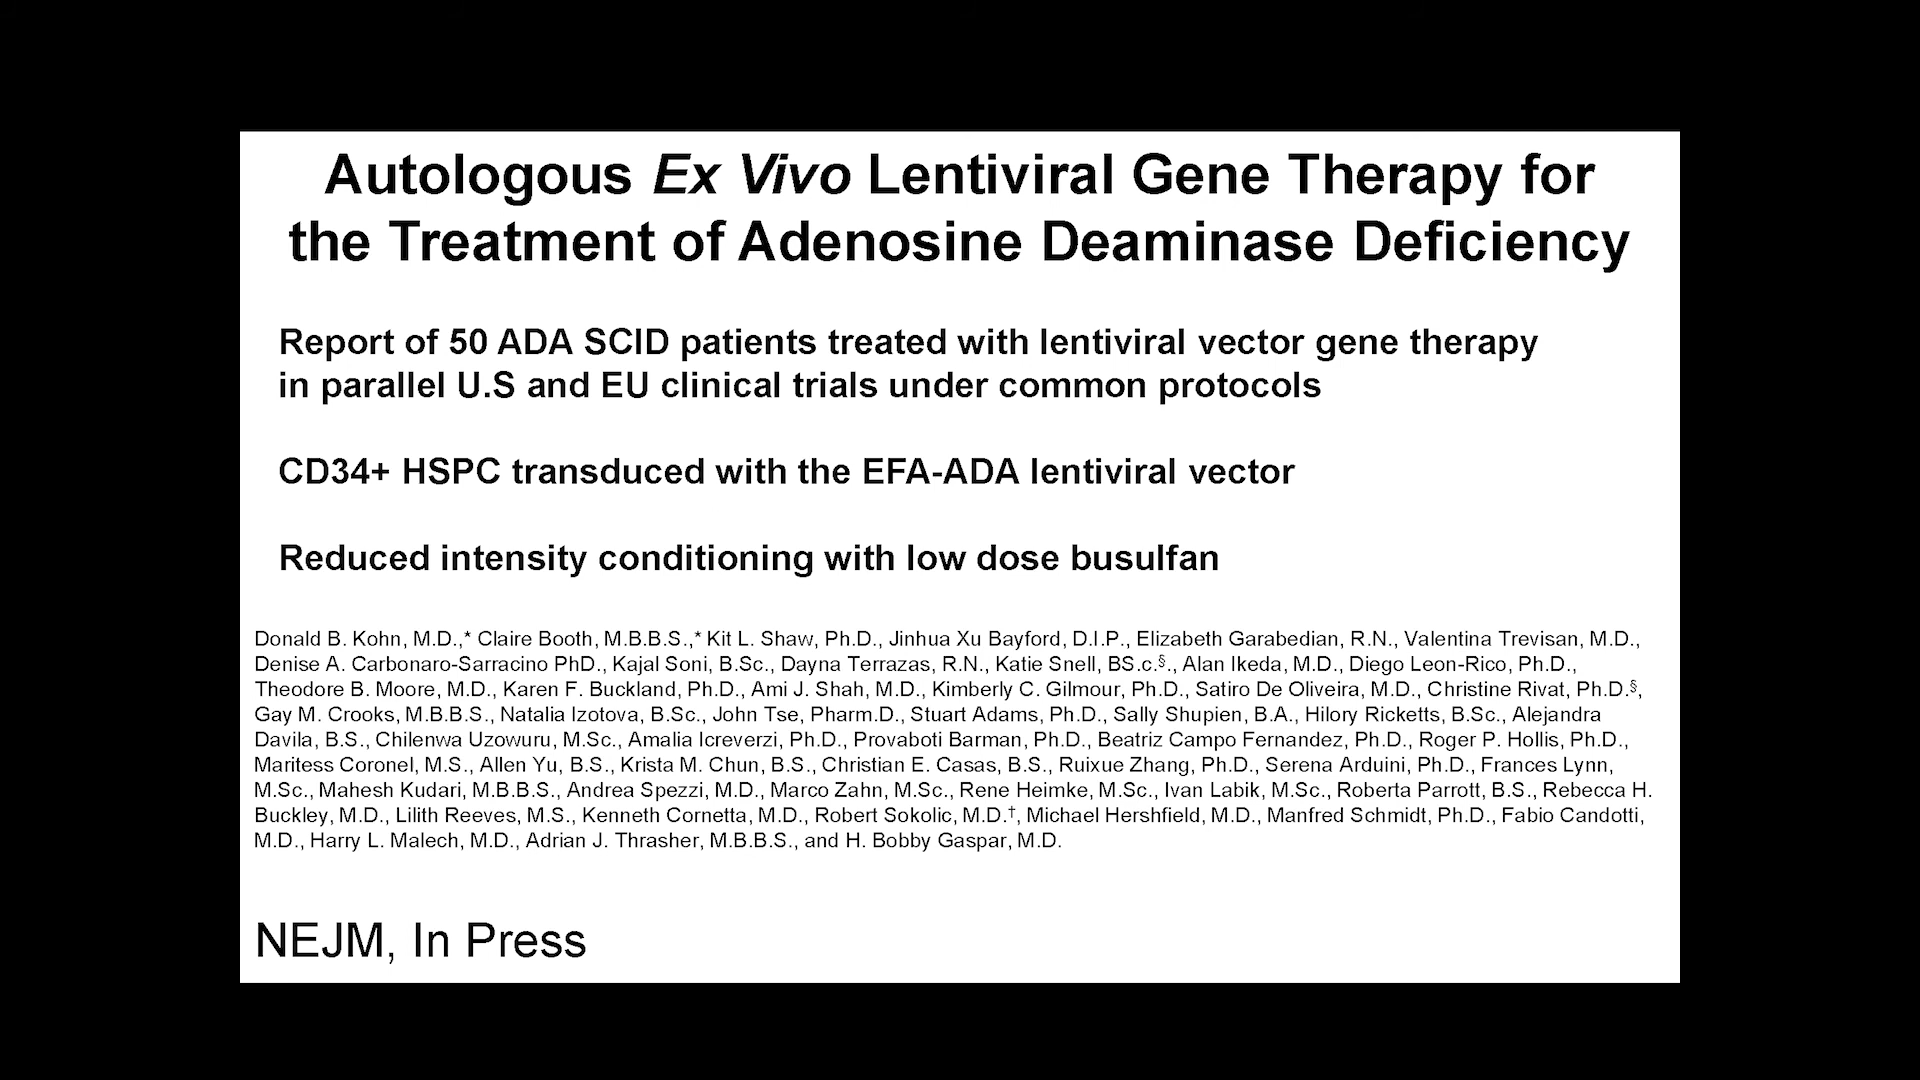 Autologous Ex Vivo Lentiviral Gene Therapy for
the Treatment of Adenosine Deaminase Deficiency
Report of 50 ADA SCID patients treated with lentiviral vector gene therapy
in parallel U.S and EU clinical trials under common protocols
CD34+ HSPC transduced with the EFA-ADA lentiviral vector
Reduced intensity conditioning with low dose busulfan
Donald B. Kohn, M.D.,* Claire Booth, M.B.B.S.,* Kit L. Shaw, Ph.D., Jinhua Xu Bayford, D.I.P., Elizabeth Garabedian, R.N., Valentina Trevisan, M.D.,
Denise A. Carbonaro-Sarracino PhD., Kajal Soni, B.Sc., Dayna Terrazas, R.N., Katie Snell, BS.c.§., Alan Ikeda, M.D., Diego Leon-Rico, Ph.D.,
Theodore B. Moore, M.D., Karen F. Buckland, Ph.D., Ami J. Shah, M.D., Kimberly C. Gilmour, Ph.D., Satiro De Oliveira, M.D., Christine Rivat, Ph.D.§,
Gay M. Crooks, M.B.B.S., Natalia Izotova, B.Sc., John Tse, Pharm.D., Stuart Adams, Ph.D., Sally Shupien, B.A., Hilory Ricketts, B.Sc., Alejandra
Davila, B.S., Chilenwa Uzowuru, M.Sc., Amalia Icreverzi, Ph.D., Provaboti Barman, Ph.D., Beatriz Campo Fernandez, Ph.D., Roger P. Hollis, Ph.D.,
Maritess Coronel, M.S., Allen Yu, B.S., Krista M. Chun, B.S., Christian E. Casas, B.S., Ruixue Zhang, Ph.D., Serena Arduini, Ph.D., Frances Lynn,
M.Sc., Mahesh Kudari, M.B.B.S., Andrea Spezzi, M.D., Marco Zahn, M.Sc., Rene Heimke, M.Sc., Ivan Labik, M.Sc., Roberta Parrott, B.S., Rebecca H.
Buckley, M.D., Lilith Reeves, M.S., Kenneth Cornetta, M.D., Robert Sokolic, M.D.†, Michael Hershfield, M.D., Manfred Schmidt, Ph.D., Fabio Candotti,
M.D., Harry L. Malech, M.D., Adrian J. Thrasher, M.B.B.S., and H. Bobby Gaspar, M.D.
NEJM, In Press